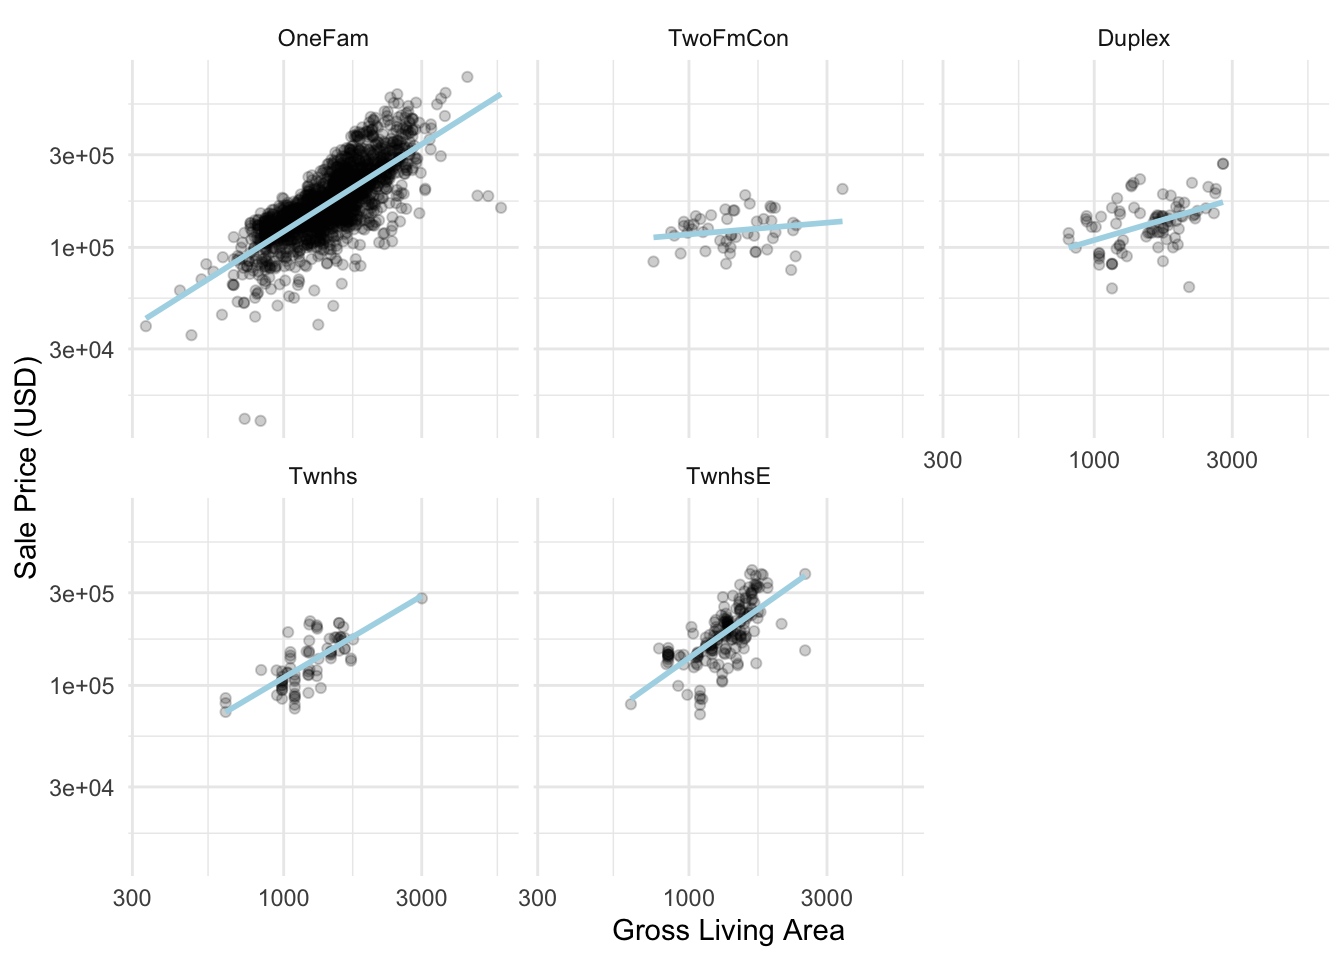 OneFam TwoFmCon Duplex
3e+05
1e+05
3e+04
300 1000 3000
Twnhs TwnhsE
3e+05
1e+05
3e+04
300 1000 3000 300 1000 3000
Gross Living Area
Sale Price (USD)